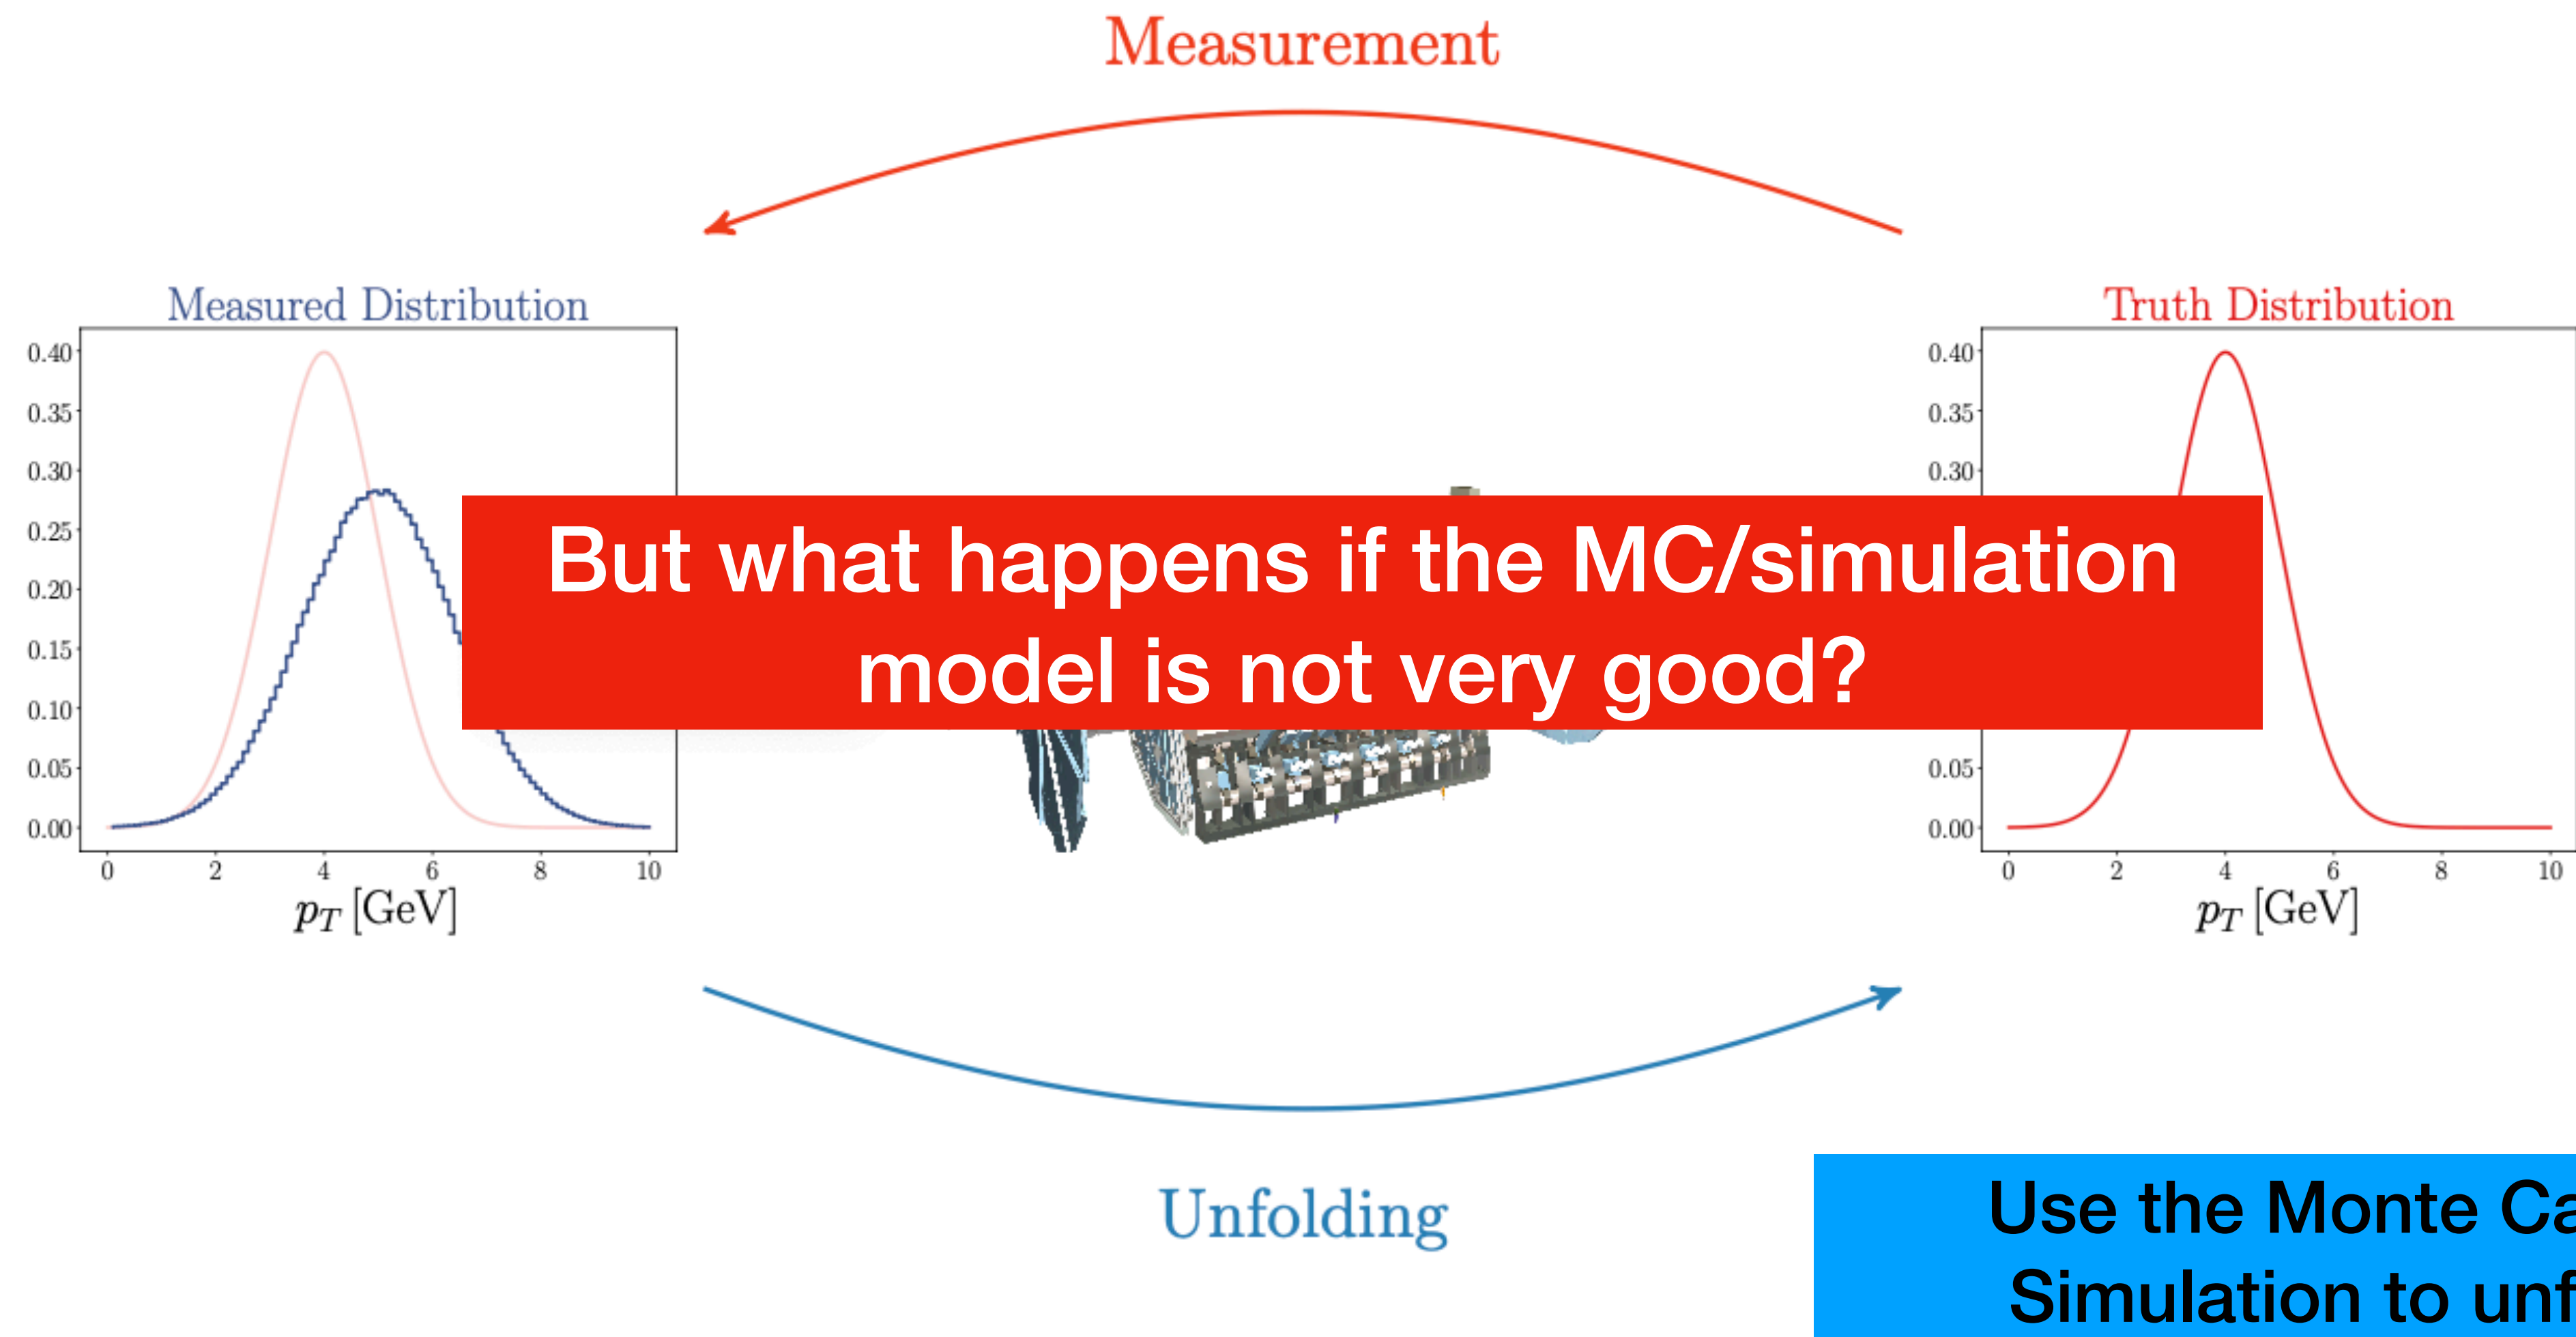 Measurement
Measured Distribution
0.40
0.35
0.30
0.25
0.20
0.15
0.10
0.05
0.00
0 2 4 6 8 10
p_T [GeV]
Truth Distribution
0.40
0.35
0.30
0.05
0.00
0 2 4 6 8 10
p_T [GeV]
But what happens if the MC/simulation
model is not very good?
Unfolding
Use the Monte
Simulation to